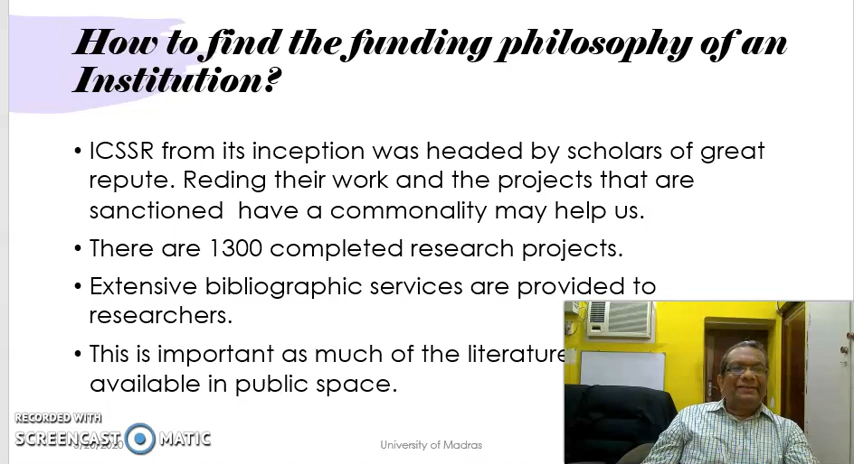 How to find the funding philosophy of an
Institution?
• ICSSR from its inception was headed by scholars of great
repute. Reding their work and the projects that are
sanctioned have a commonality may help us.
• There are 1300 completed research projects.
• Extensive bibliographic services are provided to
researchers.
• This is important as much of the literature
available in public space.
RECORDED WITH
SCREENCAST MATIC
University of Madras